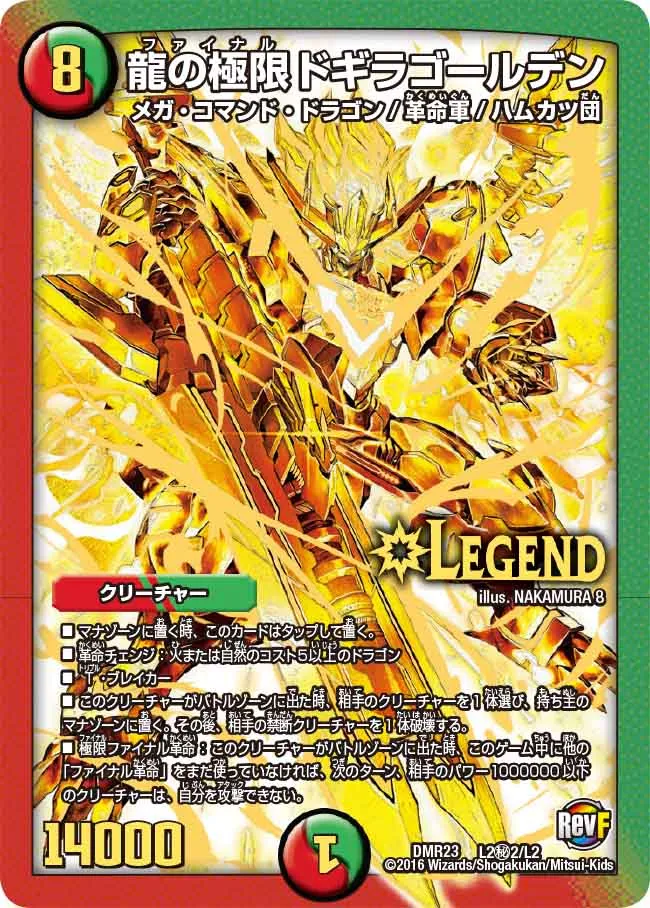 8
ファイナル
龍の極限ドギラゴールデン
かくめいぐん だん
メガ・コマンド・ドラゴン / 革命軍 / ハムカツ団
LEGEND
illus. NAKAMURA 8
クリーチャー
■ マナゾーンに置く時、このカードはタップして置く。
■ 革命チェンジ:火または自然のコスト5以上のドラゴン
■ T・ブレイカー
■ このクリーチャーがバトルゾーンに出た時、相手のクリーチャーを1体選び、持ち主の
マナゾーンに置く。その後、相手の禁断クリーチャーを1体破壊する。
■ 極限ファイナル革命:このクリーチャーがバトルゾーンに出た時、このゲーム中に他の
「ファイナル革命」をまだ使っていなければ、次のターン、相手のパワー1000000以下
のクリーチャーは、自分を攻撃できない。
14000
1
RevF
DMR23 L2㊙2/L2
©2016 Wizards/Shogakukan/Mitsui-Kids